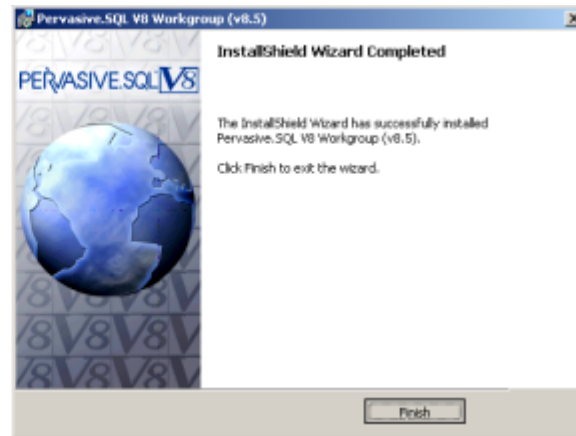 Pervasive.SQL V8 Workgroup (v8.5)
InstallShield Wizard Completed
PERVASIVE.SQL V8
The InstallShield Wizard has successfully installed
Pervasive.SQL V8 Workgroup (v8.5).
Click Finish to exit the wizard.
Finish